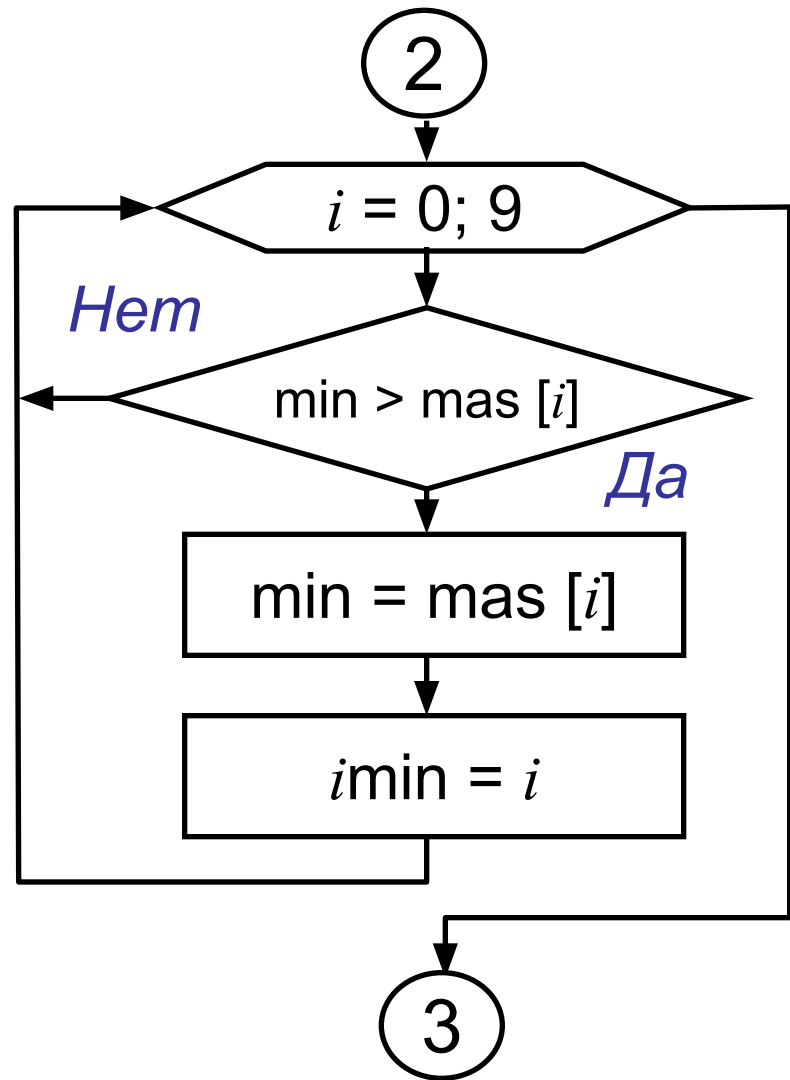 2
i = 0; 9
Нет
min > mas [i]
Да
min = mas [i]
imin = i
3